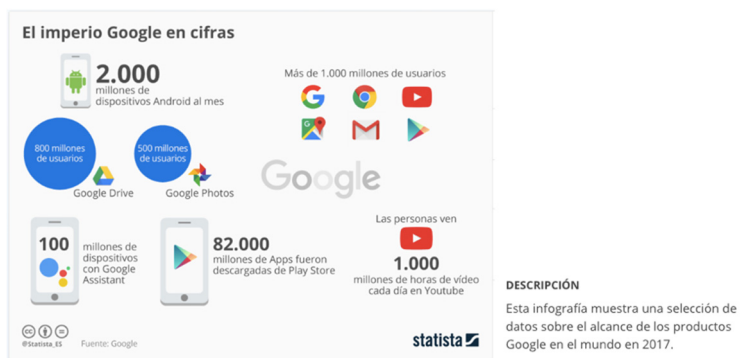 El imperio Google en cifras
2.000
millones de
dispositivos Android al mes
Más de 1.000 millones de usuarios
800 millones
de usuarios
Google Drive
500 millones
de usuarios
Google Photos
Google
100
millones de
dispositivos
con Google
Assistant
82.000
millones de Apps fueron
descargadas de Play Store
Las personas ven
1.000
millones de horas de vídeo
cada día en Youtube
@Statista_ES
Fuente: Google
statista
DESCRIPCIÓN
Esta infografía muestra una selección de
datos sobre el alcance de los productos
Google en el mundo en 2017.